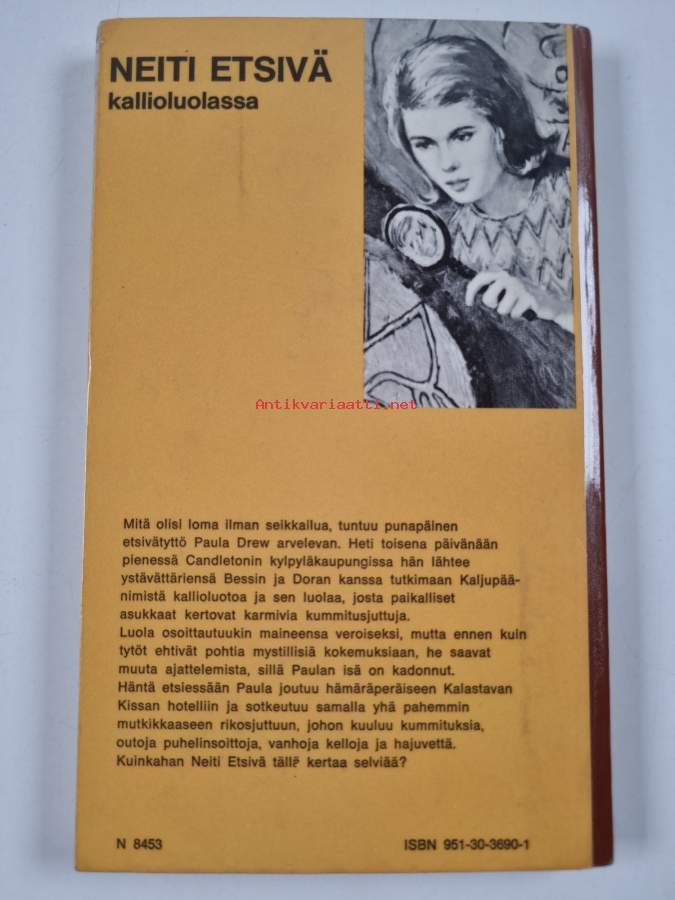 NEITI ETSIVÄ
kallioluolassa
Antikvariaatti.net
Mitä olisi loma ilman seikkailua, tuntuu punapäinen
etsivätyttö Paula Drew arvelevan. Heti toisena päivänään
pienessä Candletonin kylpyläkaupungissa hän lähtee
ystävättäriensä Bessin ja Doran kanssa tutkimaan Kaljupää-
nimistä kallioluotoa ja sen luolaa, josta paikalliset
asukkaat kertovat karmivia kummitusjuttuja.
Luola osoittautuukin maineensa veroiseksi, mutta ennen kuin
tytöt ehtivät pohtia mystillisiä kokemuksiaan, he saavat
muuta ajattelemista, sillä Paulan isä on kadonnut.
Häntä etsiessään Paula joutuu hämäräperäiseen Kalastavan
Kissan hotelliin ja sotkeutuu samalla yhä pahemmin
mutkikkaaseen rikosjuttuun, johon kuuluu kummituksia,
outoja puhelinsoittoja, vanhoja kelloja ja hajuvettä.
Kuinkahan Neiti Etsivä tällä kertaa selviää?
N 8453
ISBN 951-30-3690-1